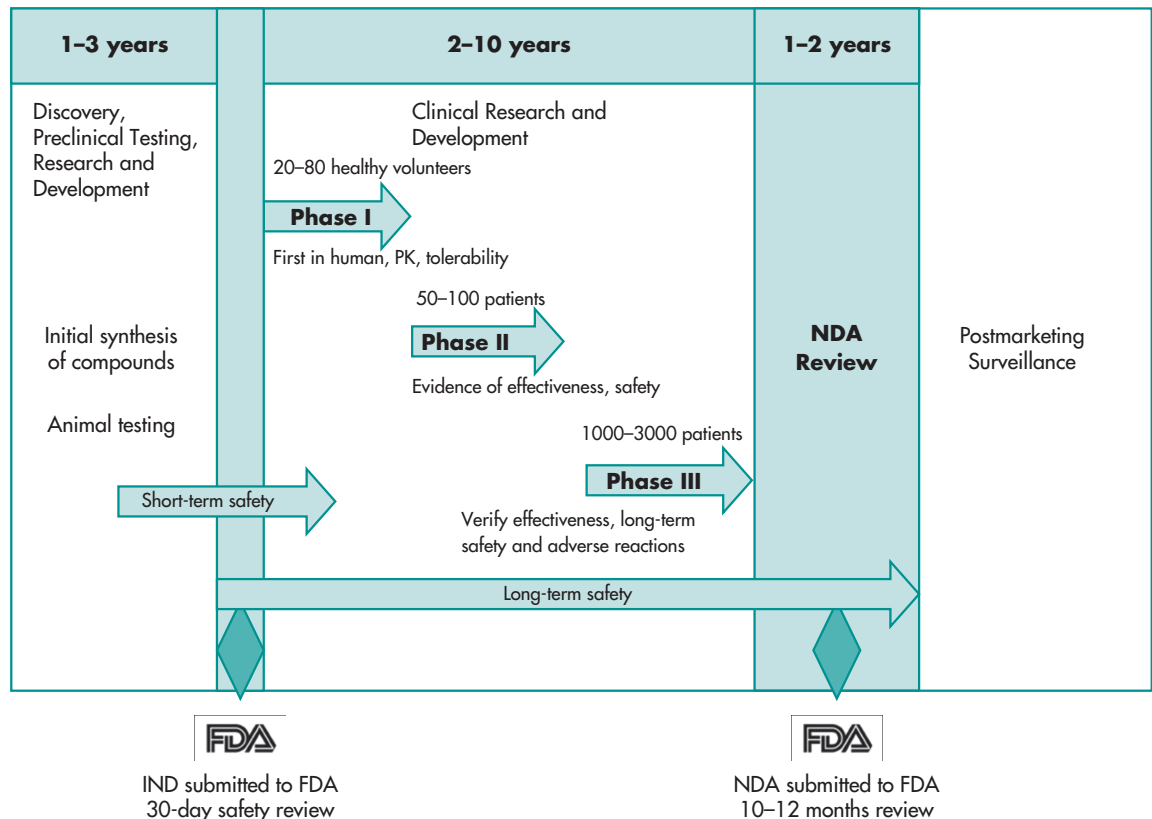 1–3 years
2–10 years
1–2 years
Discovery,
Preclinical Testing,
Research and
Development
Clinical Research and
Development
20–80 healthy volunteers
Phase I
First in human, PK, tolerability
50–100 patients
Phase II
Evidence of effectiveness, safety
Initial synthesis
of compounds
Animal testing
NDA
Review
Postmarketing
Surveillance
1000–3000 patients
Phase III
Verify effectiveness, long-term
safety and adverse reactions
Short-term safety
Long-term safety
FDA
IND submitted to FDA
30-day safety review
FDA
NDA submitted to FDA
10–12 months review